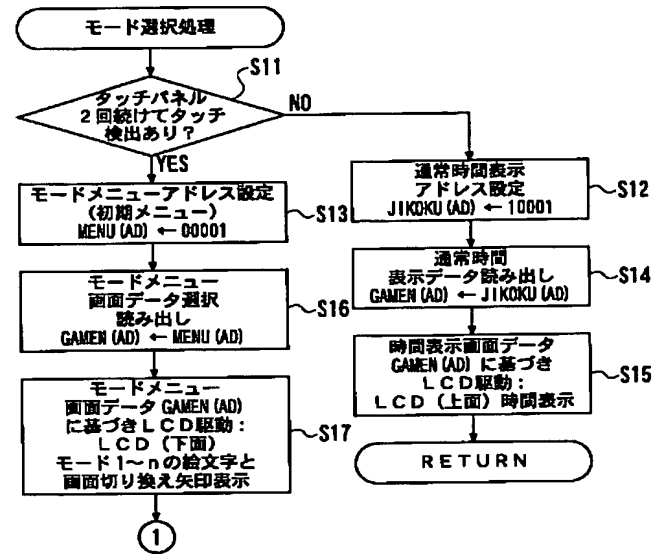 モード選択処理
S11
タッチパネル
2回続けてタッチ
検出あり?
NO
YES
モードメニューアドレス設定
(初期メニュー)
MENU(AD) ← 00001
S13
モードメニュー
画面データ選択
読み出し
GAMEN(AD) ← MENU(AD)
S16
モードメニュー
画面データ GAMEN(AD)
に基づきLCD駆動:
LCD(下面)
モード1~nの絵文字と
画面切り換え矢印表示
S17
1
通常時間表示
アドレス設定
JIKOKU(AD) ← 10001
S12
通常時間
表示データ読み出し
GAMEN(AD) ← JIKOKU(AD)
S14
時間表示画面データ
GAMEN(AD) に基づき
LCD駆動:
LCD(上面)時間表示
S15
RETURN